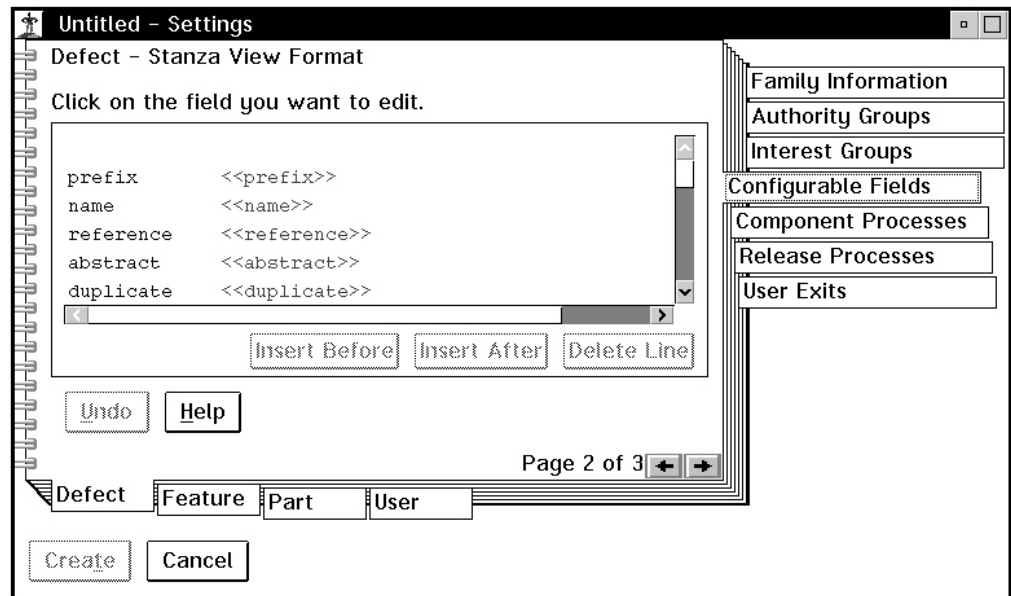 Untitled - Settings
Defect - Stanza View Format
Click on the field you want to edit.
prefix <<prefix>>
name <<name>>
reference <<reference>>
abstract <<abstract>>
duplicate <<duplicate>>
Insert Before Insert After Delete Line
Undo Help
Page 2 of 3
Defect Feature Part User
Create Cancel
Family Information
Authority Groups
Interest Groups
Configurable Fields
Component Processes
Release Processes
User Exits